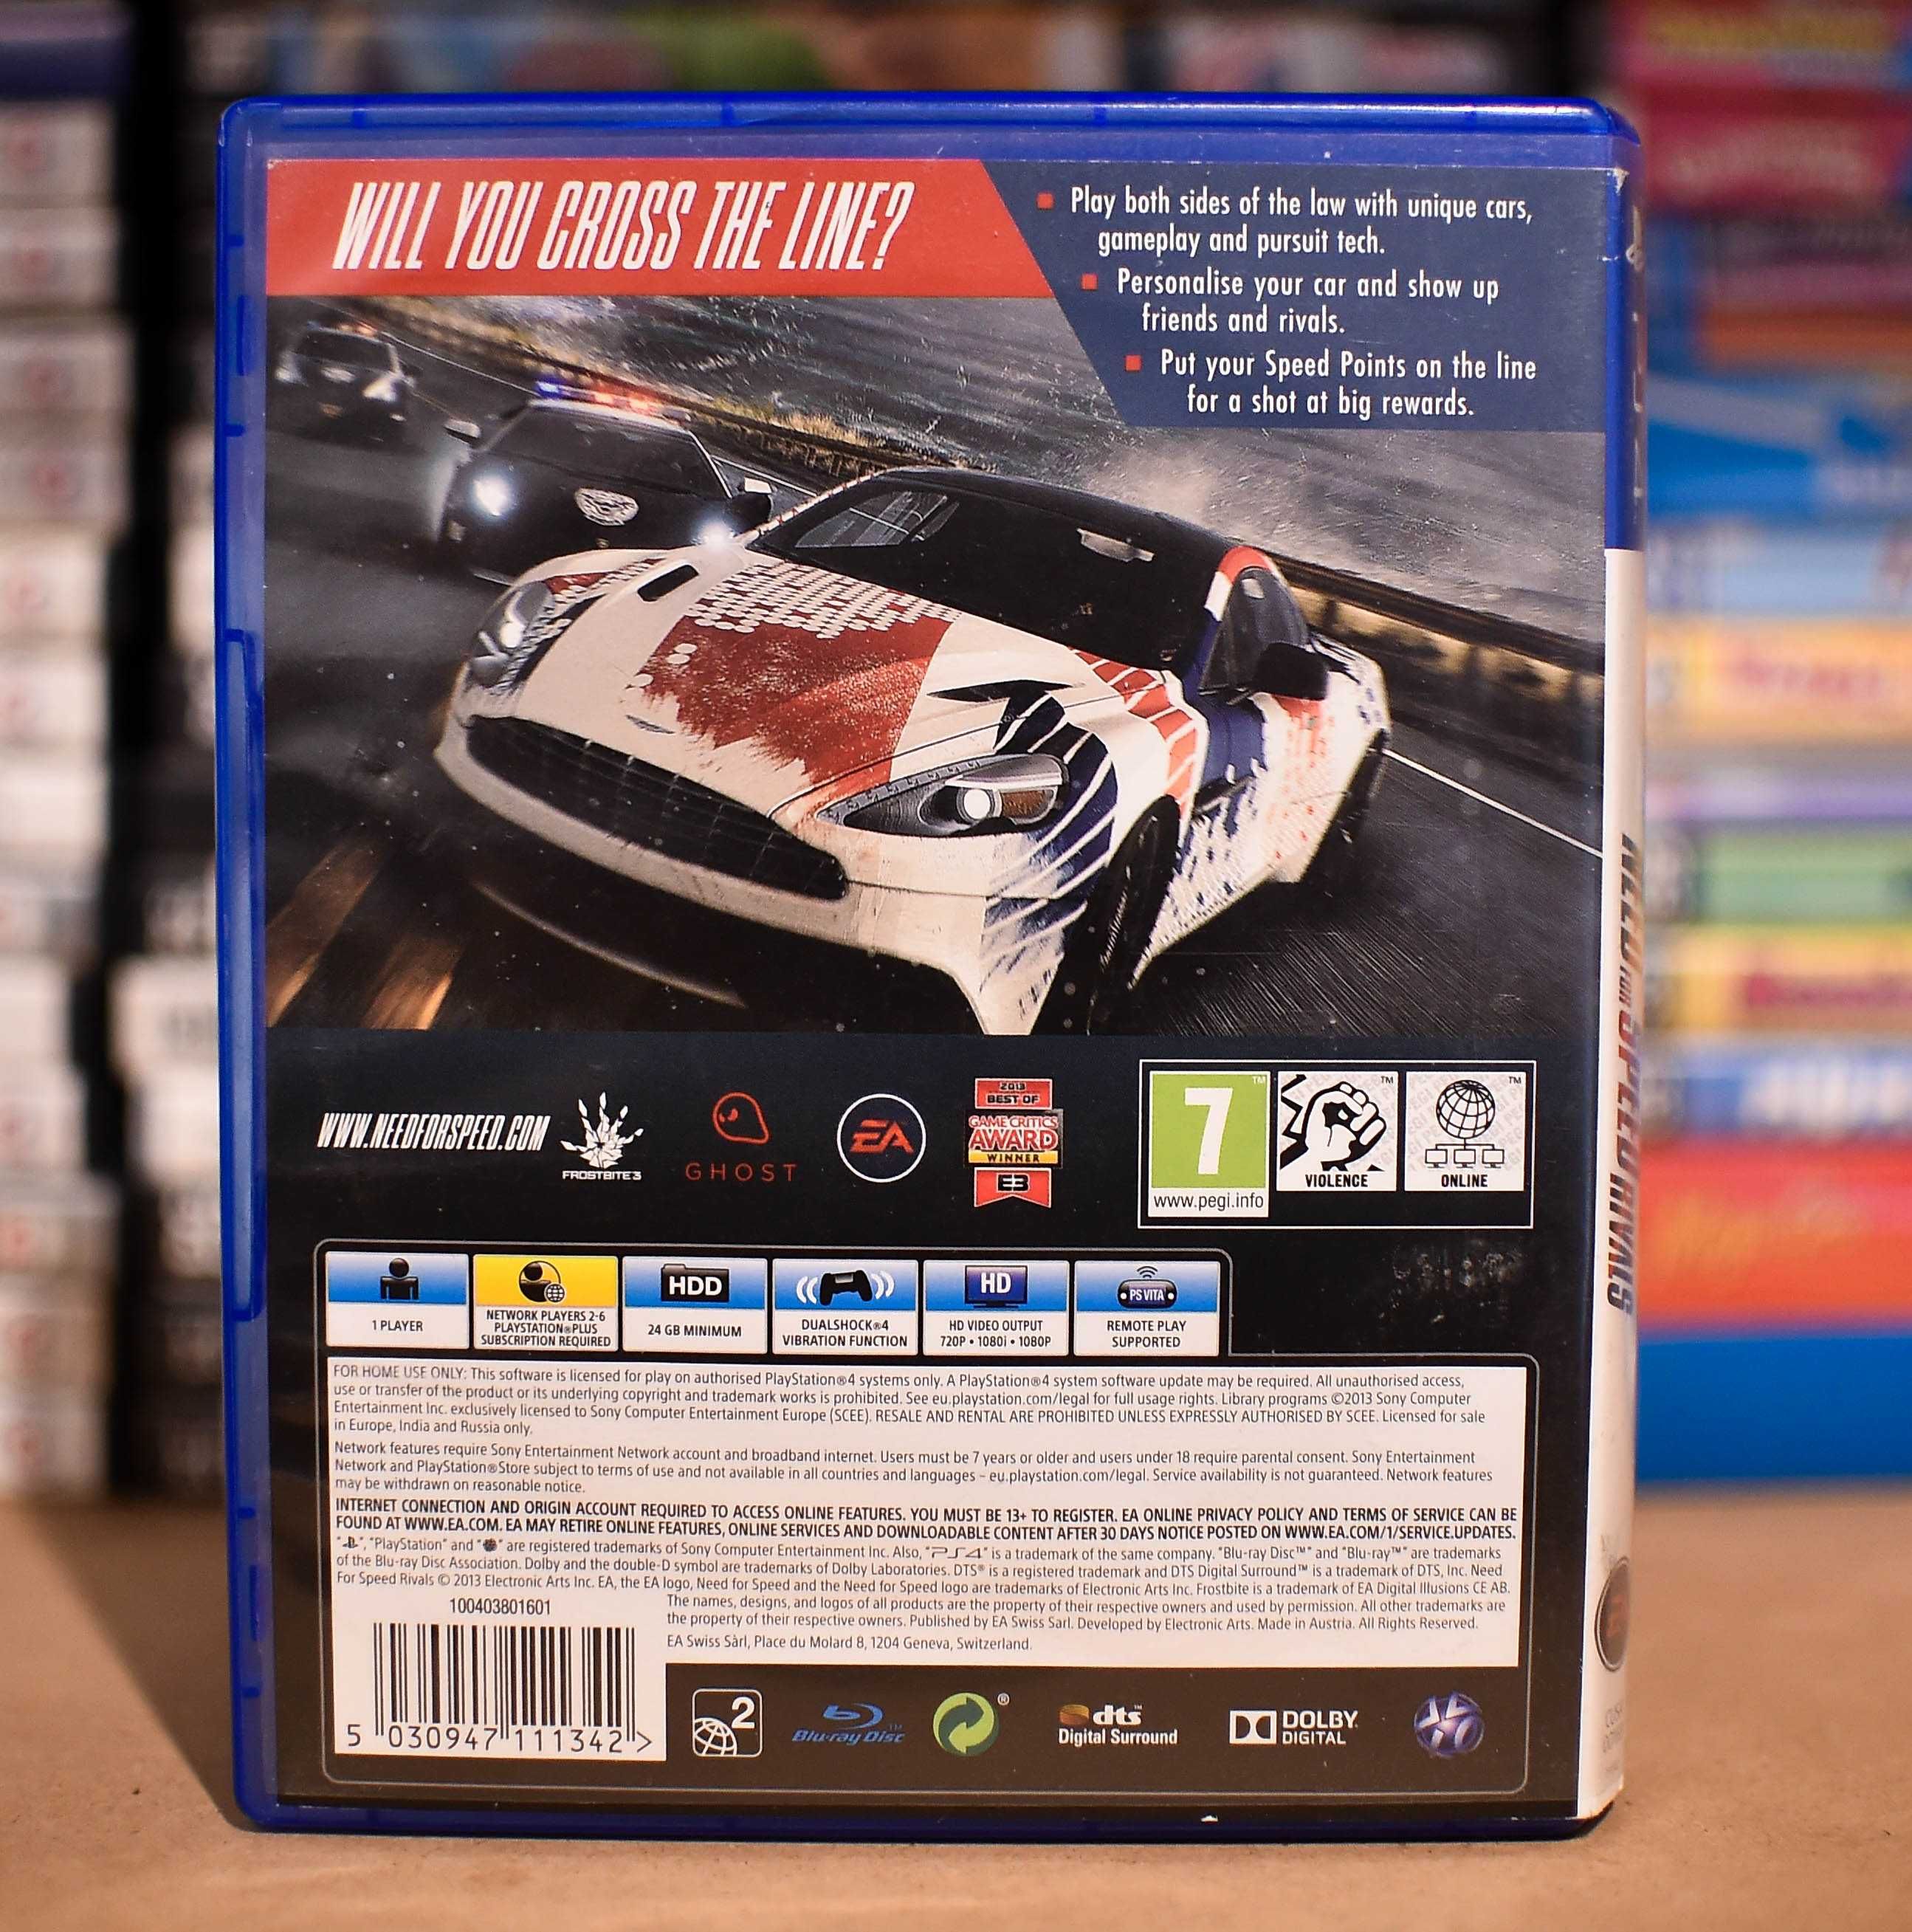 WILL YOU CROSS THE LINE?
Play both sides of the law with unique cars,
gameplay and pursuit tech.
Personalise your car and show up
friends and rivals.
Put your Speed Points on the line
for a shot at big rewards.
WWW.NEEDFORSPEED.COM
FROSTBITE 3
GHOST
EA
2013
BEST OF
GAME CRITICS
AWARD
WINNER
E3
7
www.pegi.info
VIOLENCE
ONLINE
1 PLAYER
NETWORK PLAYERS 2-6
PLAYSTATION®PLUS
SUBSCRIPTION REQUIRED
HDD
24 GB MINIMUM
DUALSHOCK®4
VIBRATION FUNCTION
HD
HD VIDEO OUTPUT
720P • 1080i • 1080P
PS VITA
REMOTE PLAY
SUPPORTED
FOR HOME USE ONLY: This software is licensed for play on authorised PlayStation®4 systems only. A PlayStation®4 system software update may be required. All unauthorised access,
use or transfer of the product or its underlying copyright and trademark works is prohibited. See eu.playstation.com/legal for full usage rights. Library programs ©2013 Sony Computer
Entertainment Inc. exclusively licensed to Sony Computer Entertainment Europe (SCEE). RESALE AND RENTAL ARE PROHIBITED UNLESS EXPRESSLY AUTHORISED BY SCEE. Licensed for sale
in Europe, India and Russia only.
Network features require Sony Entertainment Network account and broadband internet. Users must be 7 years or older and users under 18 require parental consent. Sony Entertainment
Network and PlayStation®Store subject to terms of use and not available in all countries and languages – eu.playstation.com/legal. Service availability is not guaranteed. Network features
may be withdrawn on reasonable notice.
INTERNET CONNECTION AND ORIGIN ACCOUNT REQUIRED TO ACCESS ONLINE FEATURES. YOU MUST BE 13+ TO REGISTER. EA ONLINE PRIVACY POLICY AND TERMS OF SERVICE CAN BE
FOUND AT WWW.EA.COM. EA MAY RETIRE ONLINE FEATURES, ONLINE SERVICES AND DOWNLOADABLE CONTENT AFTER 30 DAYS NOTICE POSTED ON WWW.EA.COM/1/SERVICE.UPDATES.
" ", "PlayStation" and " " are registered trademarks of Sony Computer Entertainment Inc. Also, "PS4" is a trademark of the same company. "Blu-ray Disc™" and "Blu-ray™" are trademarks
of the Blu-ray Disc Association. Dolby and the double-D symbol are trademarks of Dolby Laboratories. DTS® is a registered trademark and DTS Digital Surround™ is a trademark of DTS, Inc. Need
For Speed Rivals © 2013 Electronic Arts Inc. EA, the EA logo, Need for Speed and the Need for Speed logo are trademarks of Electronic Arts Inc. Frostbite is a trademark of EA Digital Illusions CE AB.
The names, designs, and logos of all products are the property of their respective owners and used by permission. All other trademarks are
the property of their respective owners. Published by EA Swiss Sarl. Developed by Electronic Arts. Made in Austria. All Rights Reserved.
EA Swiss Sàrl, Place du Molard 8, 1204 Geneva, Switzerland.
100403801601
5 030947 111342 >
2
Blu-ray Disc™
®
dts
Digital Surround
DOLBY
DIGITAL
NEED FOR SPEED RIVALS